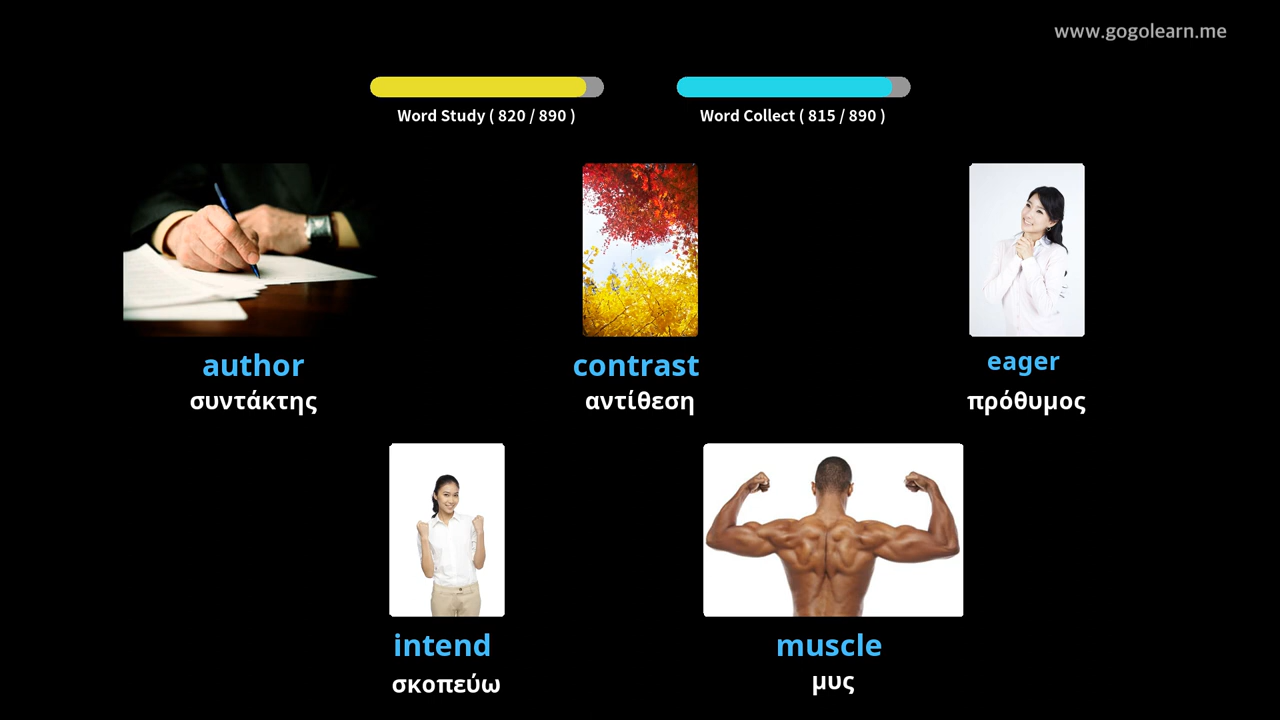 www.gogolearn.me
Word Study ( 820 / 890 )
Word Collect ( 815 / 890 )
author
συντάκτης
contrast
αντίθεση
eager
πρόθυμος
intend
σκοπεύω
muscle
μυς